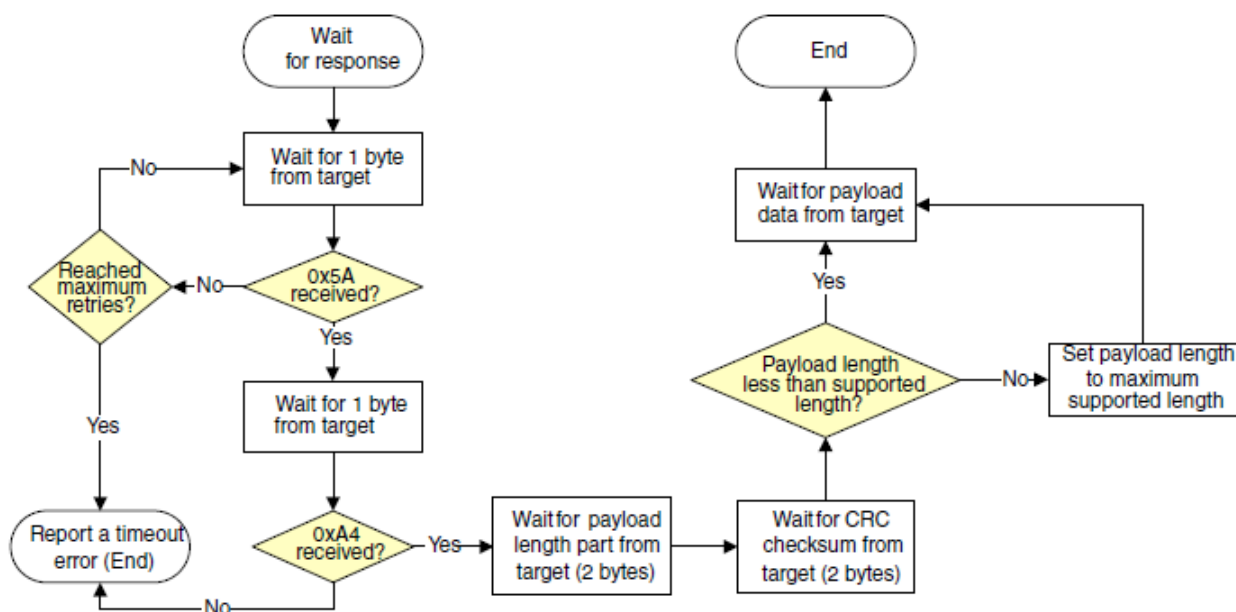 Wait
for response
Wait for 1 byte
from target
No
Reached
maximum
retries?
No
0x5A
received?
Yes
Wait for 1 byte
from target
Yes
Report a timeout
error (End)
0xA4
received?
No
Yes
Wait for payload
length part from
target (2 bytes)
Wait for CRC
checksum from
target (2 bytes)
Payload length
less than supported
length?
No
Set payload length
to maximum
supported length
Yes
Wait for payload
data from target
End